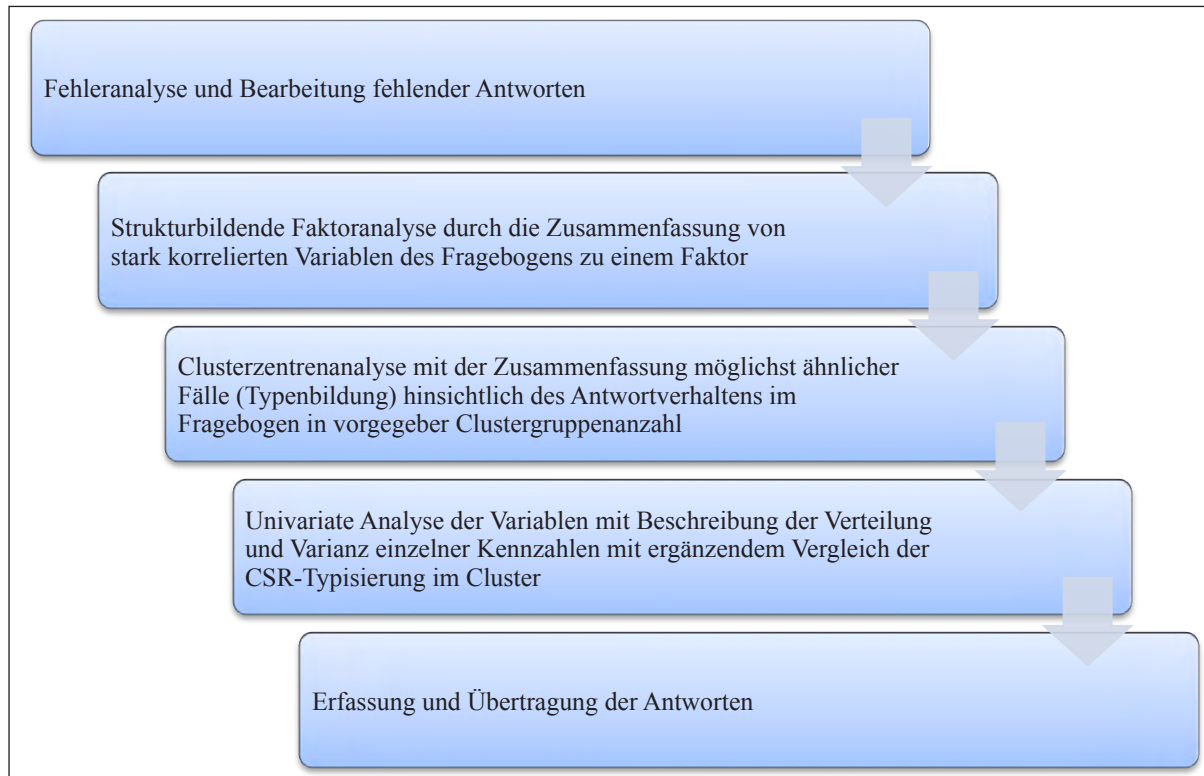 Fehleranalyse und Bearbeitung fehlender Antworten
Strukturbildende Faktoranalyse durch die Zusammenfassung von
stark korrelierten Variablen des Fragebogens zu einem Faktor
Clusterzentrenanalyse mit der Zusammenfassung möglichst ähnlicher
Fälle (Typenbildung) hinsichtlich des Antwortverhaltens im
Fragebogen in vorgegeber Clustergruppenanzahl
Univariate Analyse der Variablen mit Beschreibung der Verteilung
und Varianz einzelner Kennzahlen mit ergänzendem Vergleich der
CSR-Typisierung im Cluster
Erfassung und Übertragung der Antworten